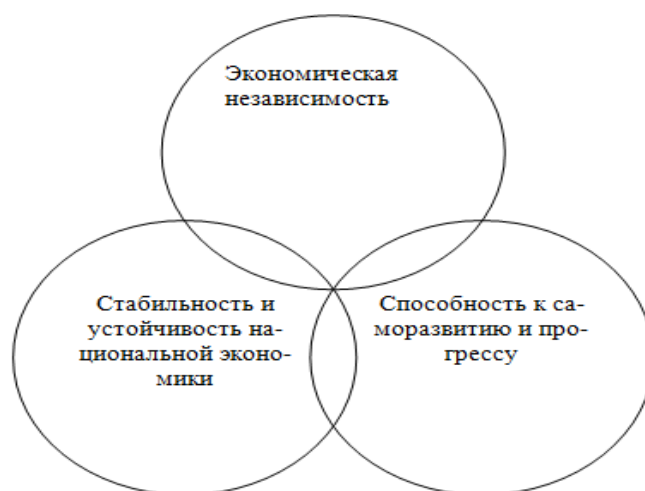 Экономическая
независимость
Стабильность и
устойчивость на-
циональной эконо-
мики
Способность к са-
моразвитию и про-
грессу